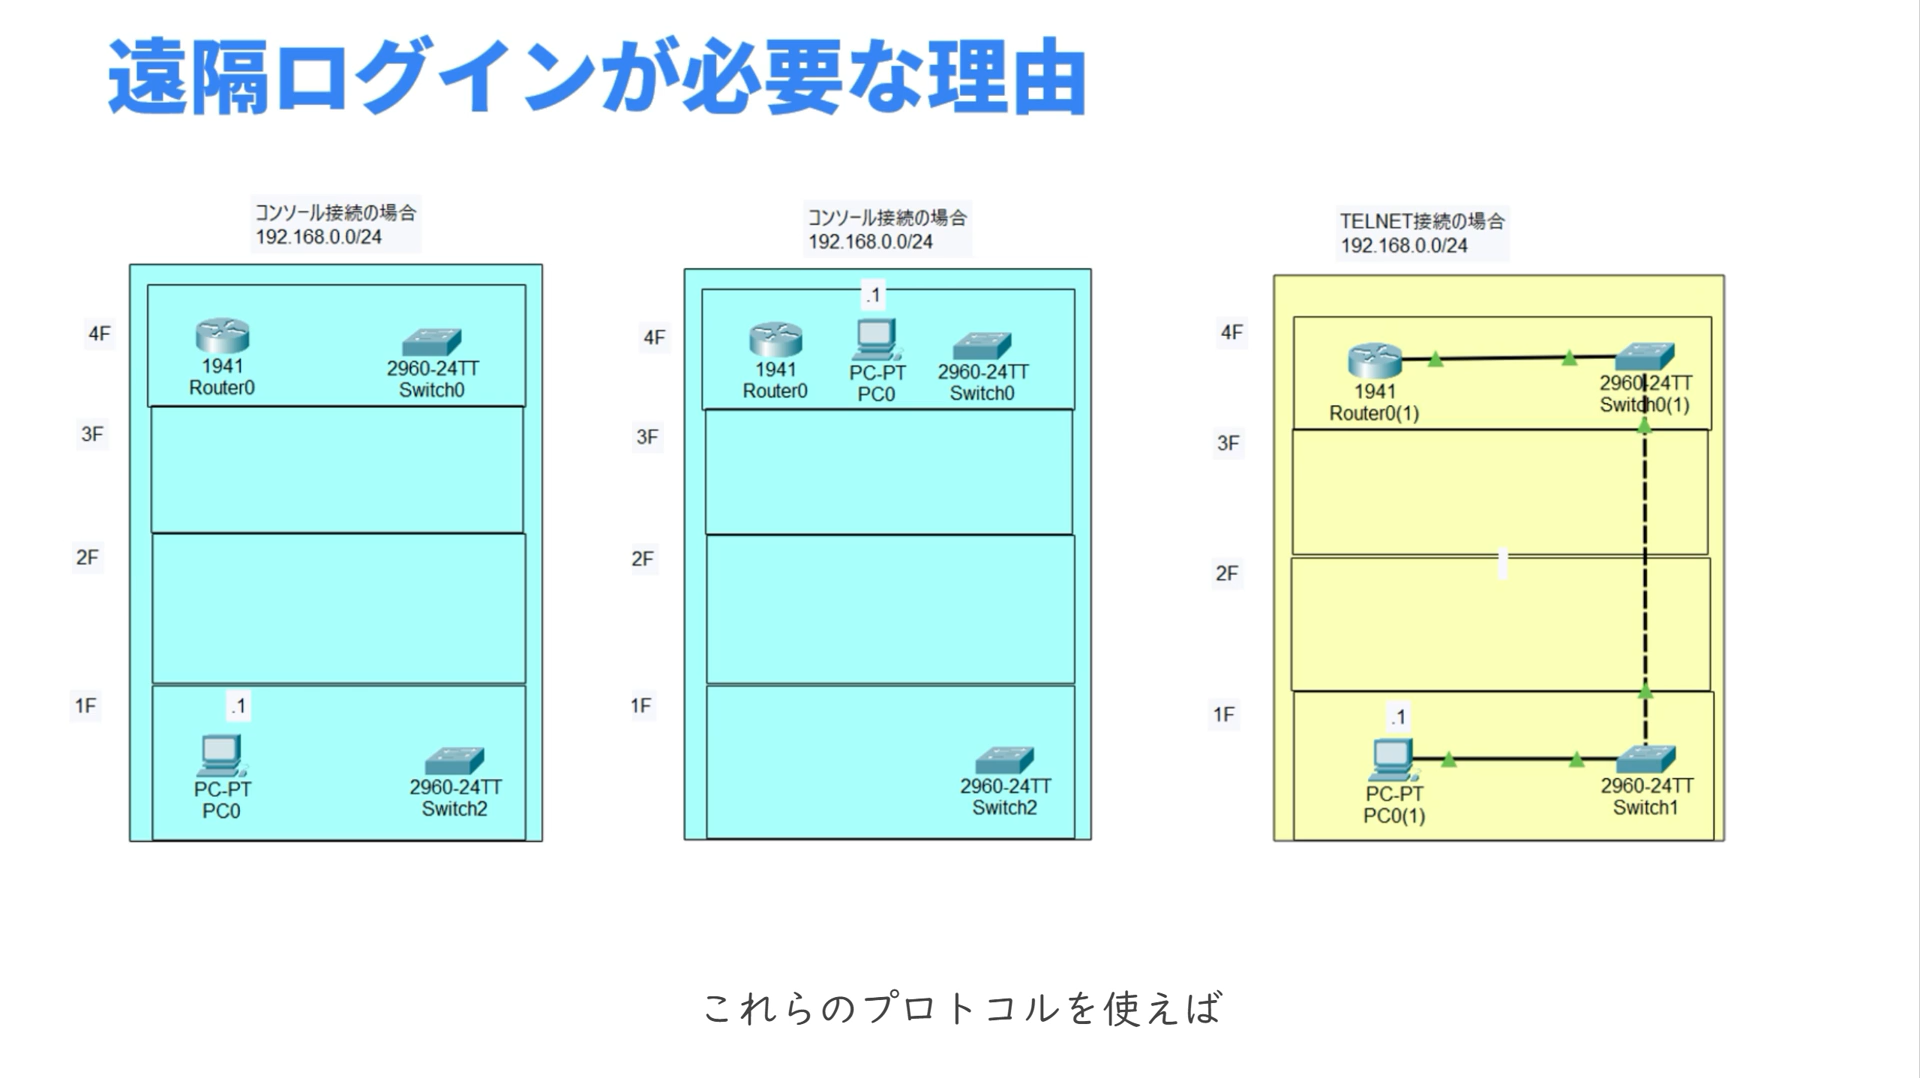 遠隔ログインが必要な理由
コンソール接続の場合
192.168.0.0/24
4F
1941
Router0
2960-24TT
Switch0
3F
2F
1F
.1
PC-PT
PC0
2960-24TT
Switch2
コンソール接続の場合
192.168.0.0/24
4F
.1
1941
Router0
PC-PT
PC0
2960-24TT
Switch0
3F
2F
1F
2960-24TT
Switch2
TELNET接続の場合
192.168.0.0/24
4F
1941
Router0(1)
2960-24TT
Switch0(1)
3F
2F
1F
.1
PC-PT
PC0(1)
2960-24TT
Switch1
これらのプロトコルを使えば